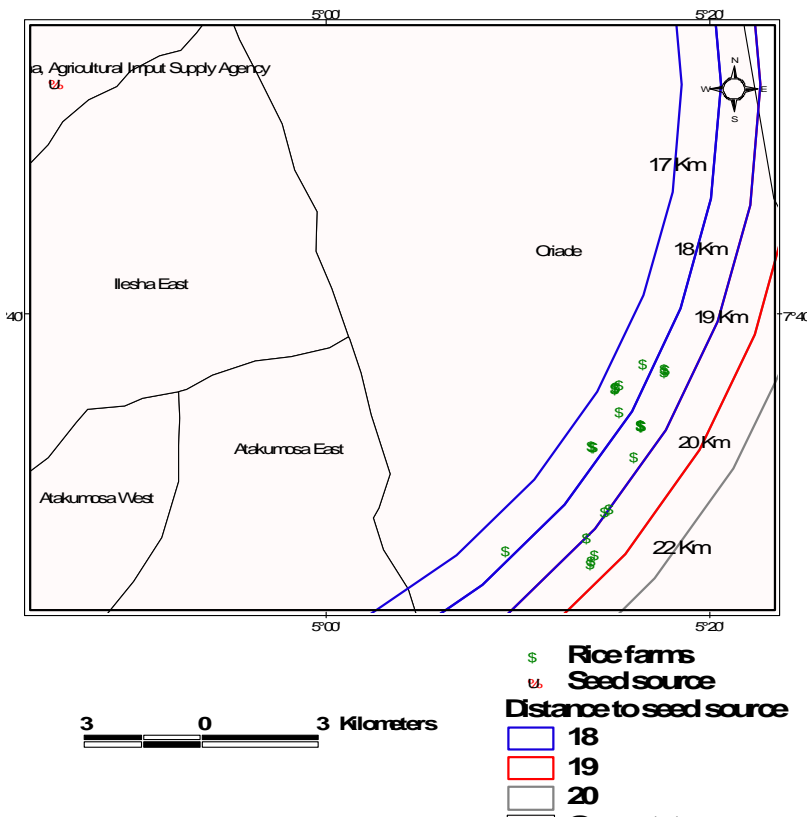 5°00'
5°20'
a, Agricultural Imput Supply Agency
N
W
E
S
17 Km
18 Km
Oriade
Ilesha East
19 Km
°40'
7°40
Atakumosa East
20 Km
Atakumosa West
22 Km
5°00'
5°20'
$ Rice farms
% Seed source
3 0 3 Kilometers
Distance to seed source
18
19
20